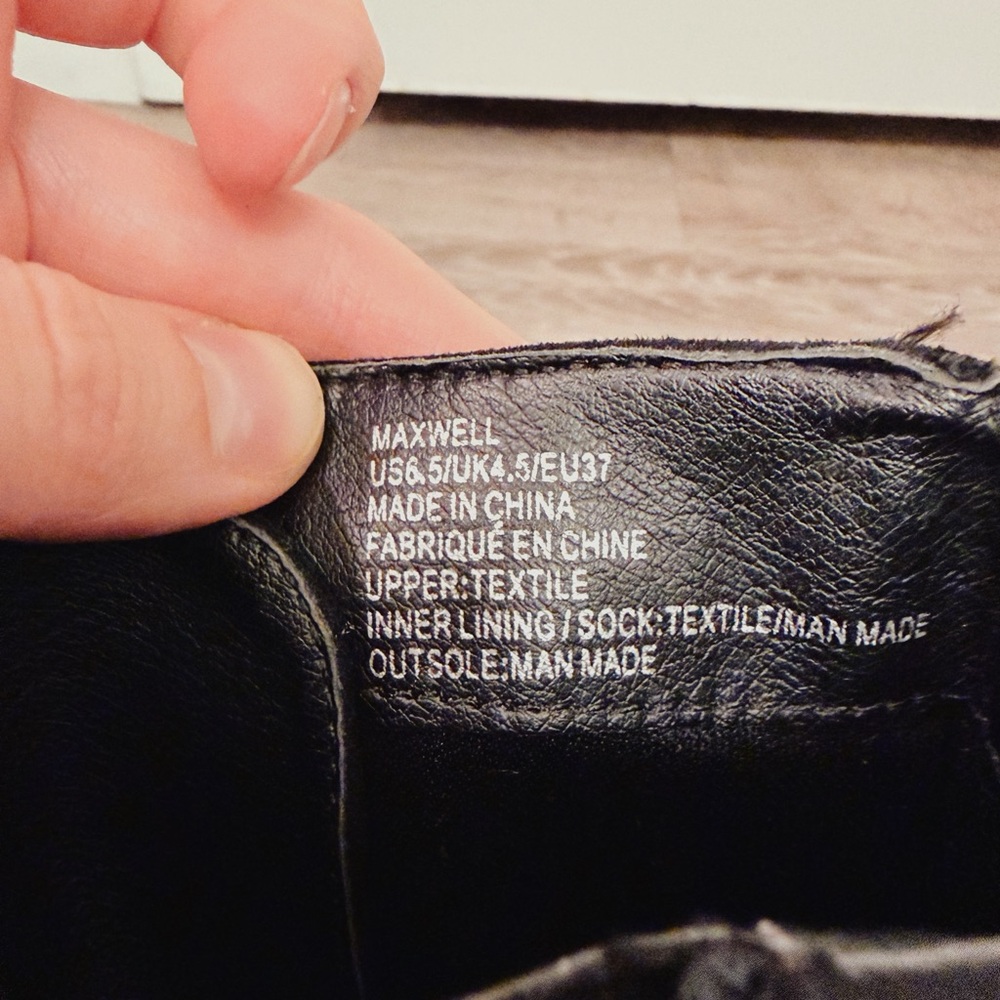 MAXWELL
US6.5/UK4.5/EU37
MADE IN CHINA
FABRIQUÉ EN CHINE
UPPER:TEXTILE
INNER LINING / SOCK:TEXTILE/MAN MADE
OUTSOLE:MAN MADE